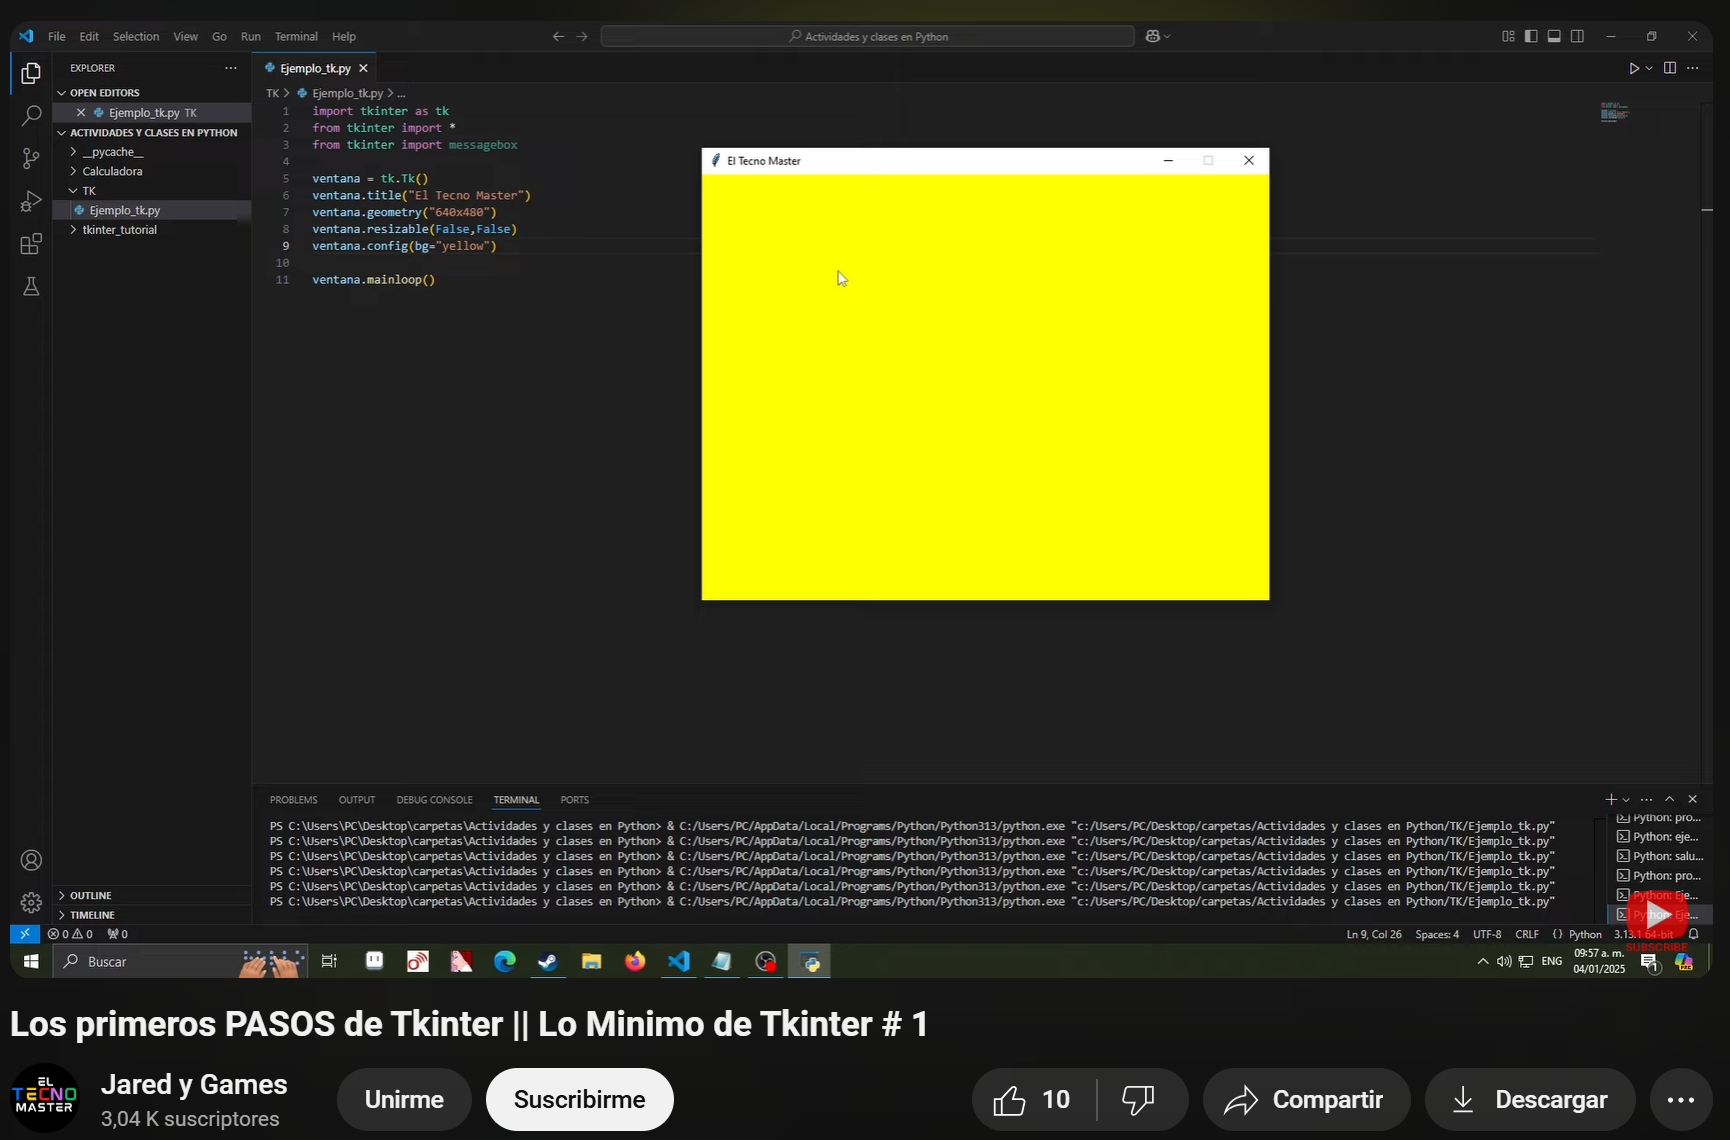 File Edit Selection View Go Run Terminal Help
Actividades y clases en Python
EXPLORER
Ejemplo_tk.py
OPEN EDITORS
Ejemplo_tk.py TK
ACTIVIDADES Y CLASES EN PYTHON
__pycache__
Calculadora
TK
Ejemplo_tk.py
tkinter_tutorial
TK > Ejemplo_tk.py > ...
1 import tkinter as tk
2 from tkinter import *
3 from tkinter import messagebox
4
5 ventana = tk.Tk()
6 ventana.title("El Tecno Master")
7 ventana.geometry("640x480")
8 ventana.resizable(False,False)
9 ventana.config(bg="yellow")
10
11 ventana.mainloop()
El Tecno Master
PROBLEMS OUTPUT DEBUG CONSOLE TERMINAL PORTS
PS C:\Users\PC\Desktop\carpetas\Actividades y clases en Python> & C:/Users/PC/AppData/Local/Programs/Python/Python313/python.exe "c:/Users/PC/Desktop/carpetas/Actividades y clases en Python/TK/Ejemplo_tk.py"
PS C:\Users\PC\Desktop\carpetas\Actividades y clases en Python> & C:/Users/PC/AppData/Local/Programs/Python/Python313/python.exe "c:/Users/PC/Desktop/carpetas/Actividades y clases en Python/TK/Ejemplo_tk.py"
PS C:\Users\PC\Desktop\carpetas\Actividades y clases en Python> & C:/Users/PC/AppData/Local/Programs/Python/Python313/python.exe "c:/Users/PC/Desktop/carpetas/Actividades y clases en Python/TK/Ejemplo_tk.py"
PS C:\Users\PC\Desktop\carpetas\Actividades y clases en Python> & C:/Users/PC/AppData/Local/Programs/Python/Python313/python.exe "c:/Users/PC/Desktop/carpetas/Actividades y clases en Python/TK/Ejemplo_tk.py"
PS C:\Users\PC\Desktop\carpetas\Actividades y clases en Python> & C:/Users/PC/AppData/Local/Programs/Python/Python313/python.exe "c:/Users/PC/Desktop/carpetas/Actividades y clases en Python/TK/Ejemplo_tk.py"
PS C:\Users\PC\Desktop\carpetas\Actividades y clases en Python> & C:/Users/PC/AppData/Local/Programs/Python/Python313/python.exe "c:/Users/PC/Desktop/carpetas/Actividades y clases en Python/TK/Ejemplo_tk.py"
Python: pro...
Python: eje...
Python: salu...
Python: pro...
Python: Eje...
Python: Eje...
OUTLINE
TIMELINE
0 0 0
Ln 9, Col 26 Spaces: 4 UTF-8 CRLF {} Python 3.13.1 64-bit
SUBSCRIBE
Buscar
ENG
09:57 a. m.
04/01/2025
1
Los primeros PASOS de Tkinter || Lo Minimo de Tkinter # 1
EL
TECNO
MASTER
Jared y Games
3,04 K suscriptores
Unirme
Suscribirme
10
Compartir
Descargar